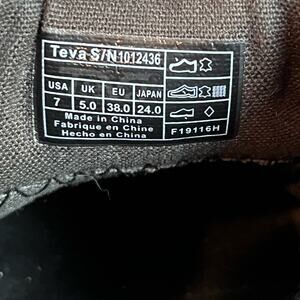 Teva S/N1012436
USA UK EU JAPAN
7 5.0 38.0 24.0
Made in China
Fabrique en Chine
Hecho en China
F19116H